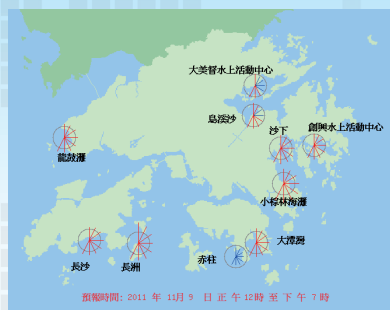 大美督水上活動中心
烏溪沙
沙下
創興水上活動中心
龍鼓灘
小棕林海灘
長沙
長洲
赤柱
大浪灣
預報時間: 2011 年 11月 9 日 正 午 12時 至 下 午 7 時